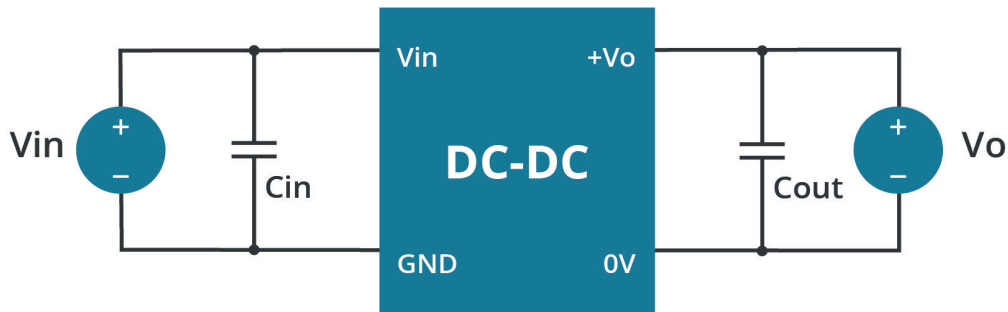 Vin
+
−
Cin
Vin
GND
DC-DC
+Vo
0V
Cout
+
−
Vo